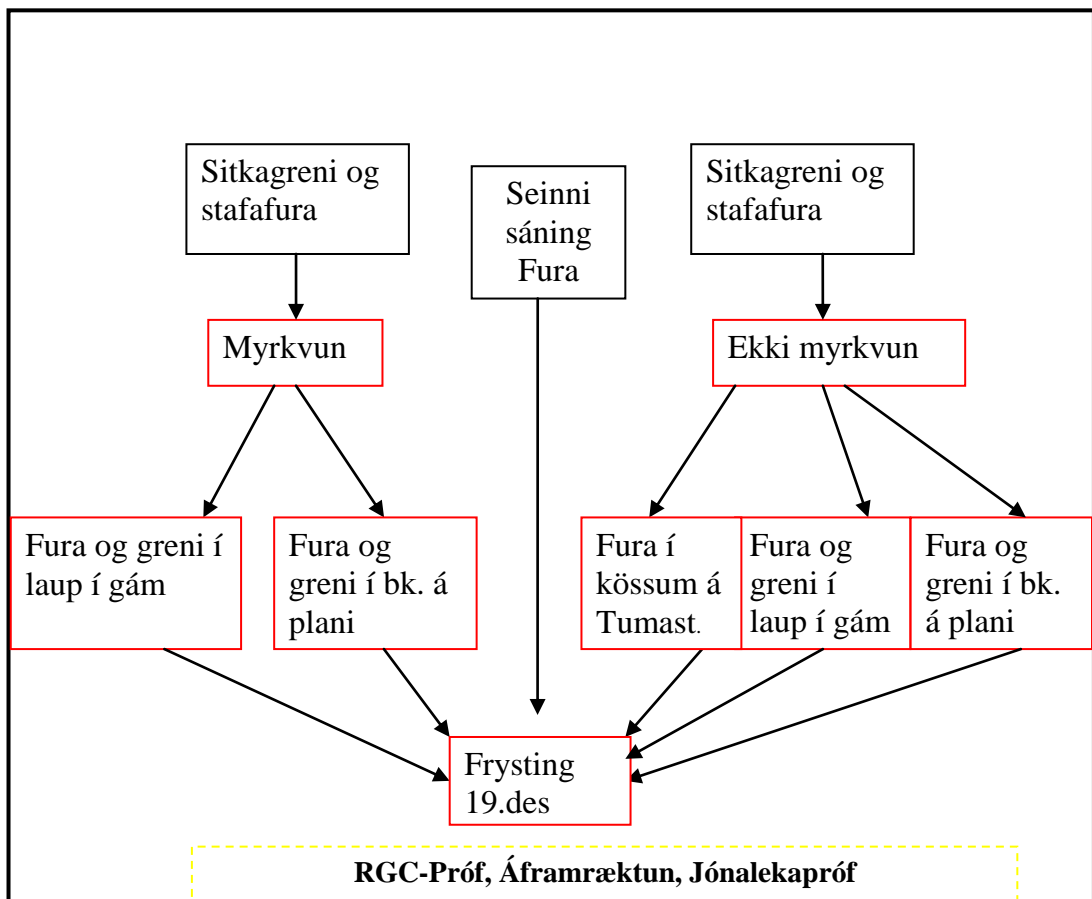 Sitkagreni og
stafafura
Seinni
sáning
Fura
Sitkagreni og
stafafura
Myrkvun
Ekki myrkvun
Fura og greni í
laup í gám
Fura og
greni í bk. á
plani
Fura í
kössum á
Tumast.
Fura og
greni í
laup í gám
Fura og
greni í bk.
á plani
Frysting
19.des
RGC-Próf, Áframræktun, Jónalekapróf